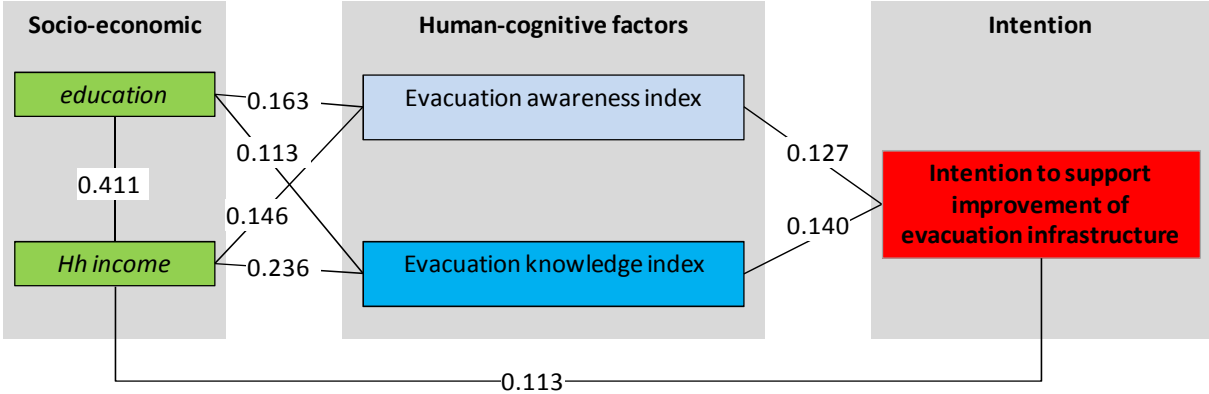 Socio-economic
Human-cognitive factors
Intention
education
0.163
Evacuation awareness index
0.113
0.127
0.411
Intention to support
improvement of
evacuation infrastructure
0.146
0.140
Hh income
0.236
Evacuation knowledge index
0.113